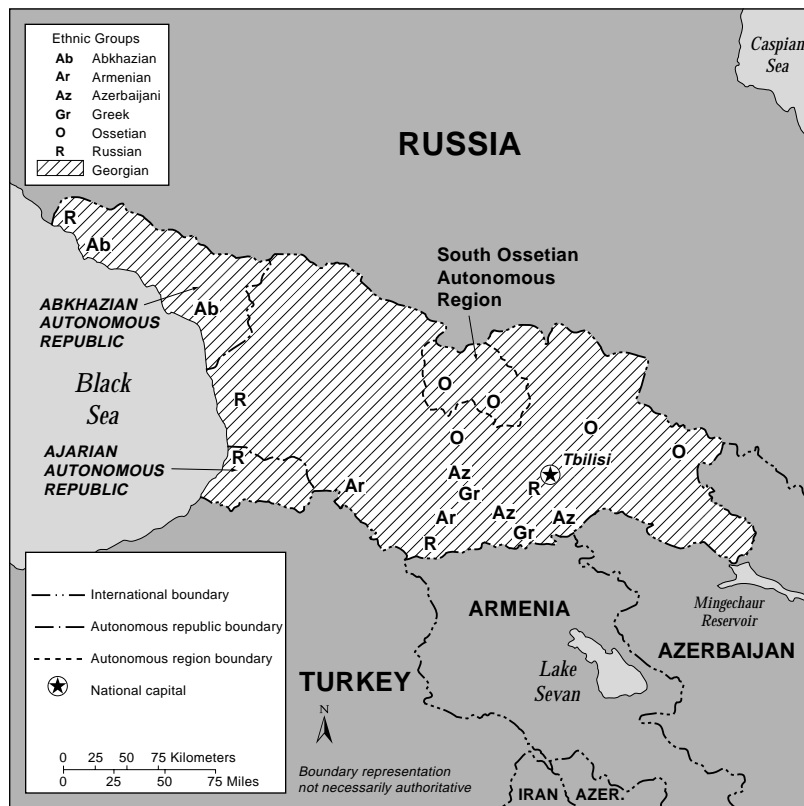 Ethnic Groups
Ab Abkhazian
Ar Armenian
Az Azerbaijani
Gr Greek
O Ossetian
R Russian
Georgian
Caspian
Sea
RUSSIA
R
Ab
South Ossetian
Autonomous
Region
ABKHAZIAN
AUTONOMOUS
REPUBLIC
Ab
Black
Sea
R
O
O
O
O
O
AJARIAN
AUTONOMOUS
REPUBLIC
R
Tbilisi
Az
Ar
Gr
R
Ar
Az
Az
R
Gr
International boundary
Autonomous republic boundary
Autonomous region boundary
National capital
0 25 50 75 Kilometers
0 25 50 75 Miles
ARMENIA
Mingechaur
Reservoir
AZERBAIJAN
Lake
Sevan
TURKEY
N
Boundary representation
not necessarily authoritative
IRAN
AZER.